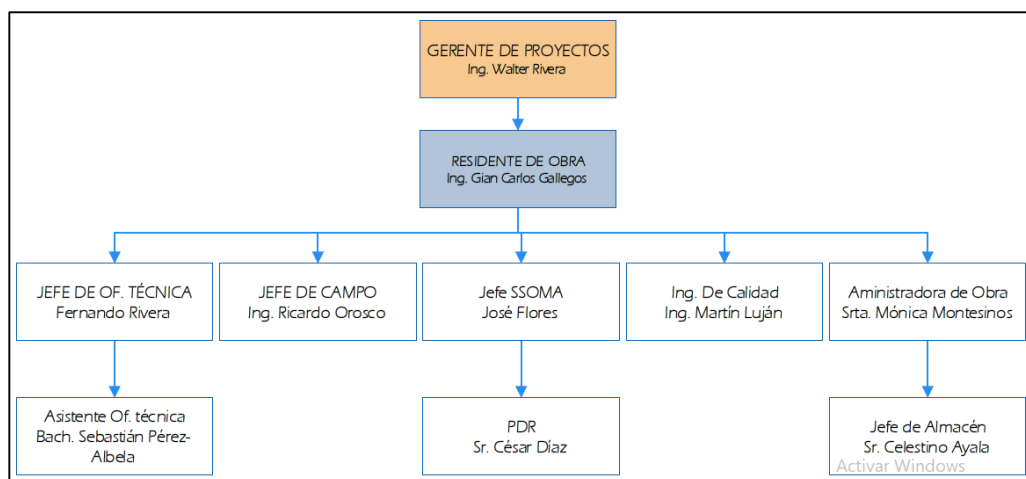 GERENTE DE PROYECTOS
Ing. Walter Rivera
RESIDENTE DE OBRA
Ing. Gian Carlos Gallegos
JEFE DE OF. TÉCNICA
Fernando Rivera
JEFE DE CAMPO
Ing. Ricardo Orosco
Jefe SSOMA
José Flores
Ing. De Calidad
Ing. Martín Luján
Aministradora de Obra
Srta. Mónica Montesinos
Asistente Of. técnica
Bach. Sebastián Pérez-
Albela
PDR
Sr. César Díaz
Jefe de Almacén
Sr. Celestino Ayala
Activar Windows